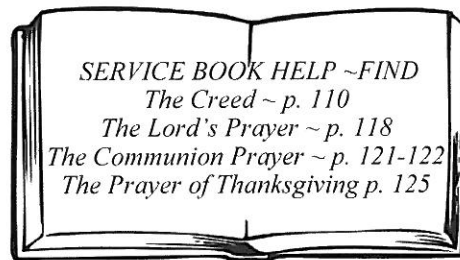 SERVICE BOOK HELP ~FIND
The Creed ~ p. 110
The Lord's Prayer ~ p. 118
The Communion Prayer ~ p. 121-122
The Prayer of Thanksgiving p. 125